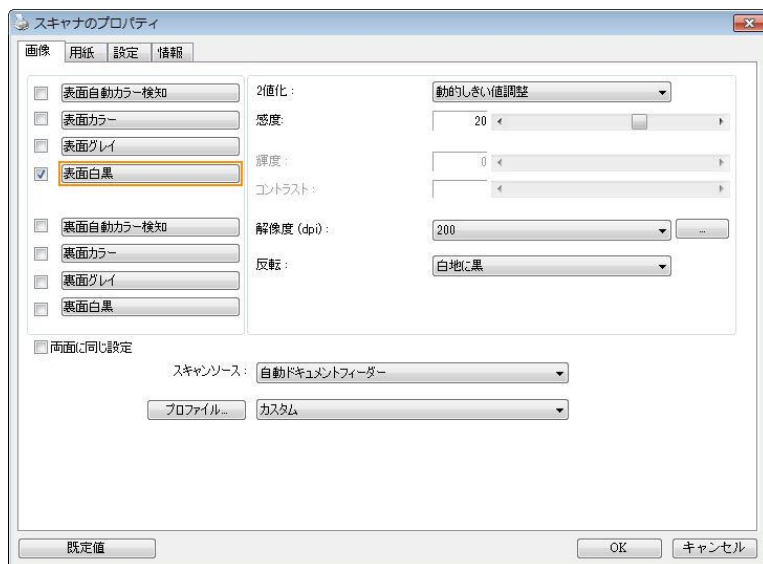 スキャナのプロパティ
画像 用紙 設定 情報
表面自動カラー検知 2値化： 動的しきい値調整
表面カラー 感度: 20
表面グレイ
輝度： 0
表面白黒
コントラスト：
裏面自動カラー検知 解像度 (dpi)： 200 ...
裏面カラー
反転： 白地に黒
裏面グレイ
裏面白黒
両面に同じ設定
スキャンソース： 自動ドキュメントフィーダー
プロファイル... カスタム
既定値 OK キャンセル